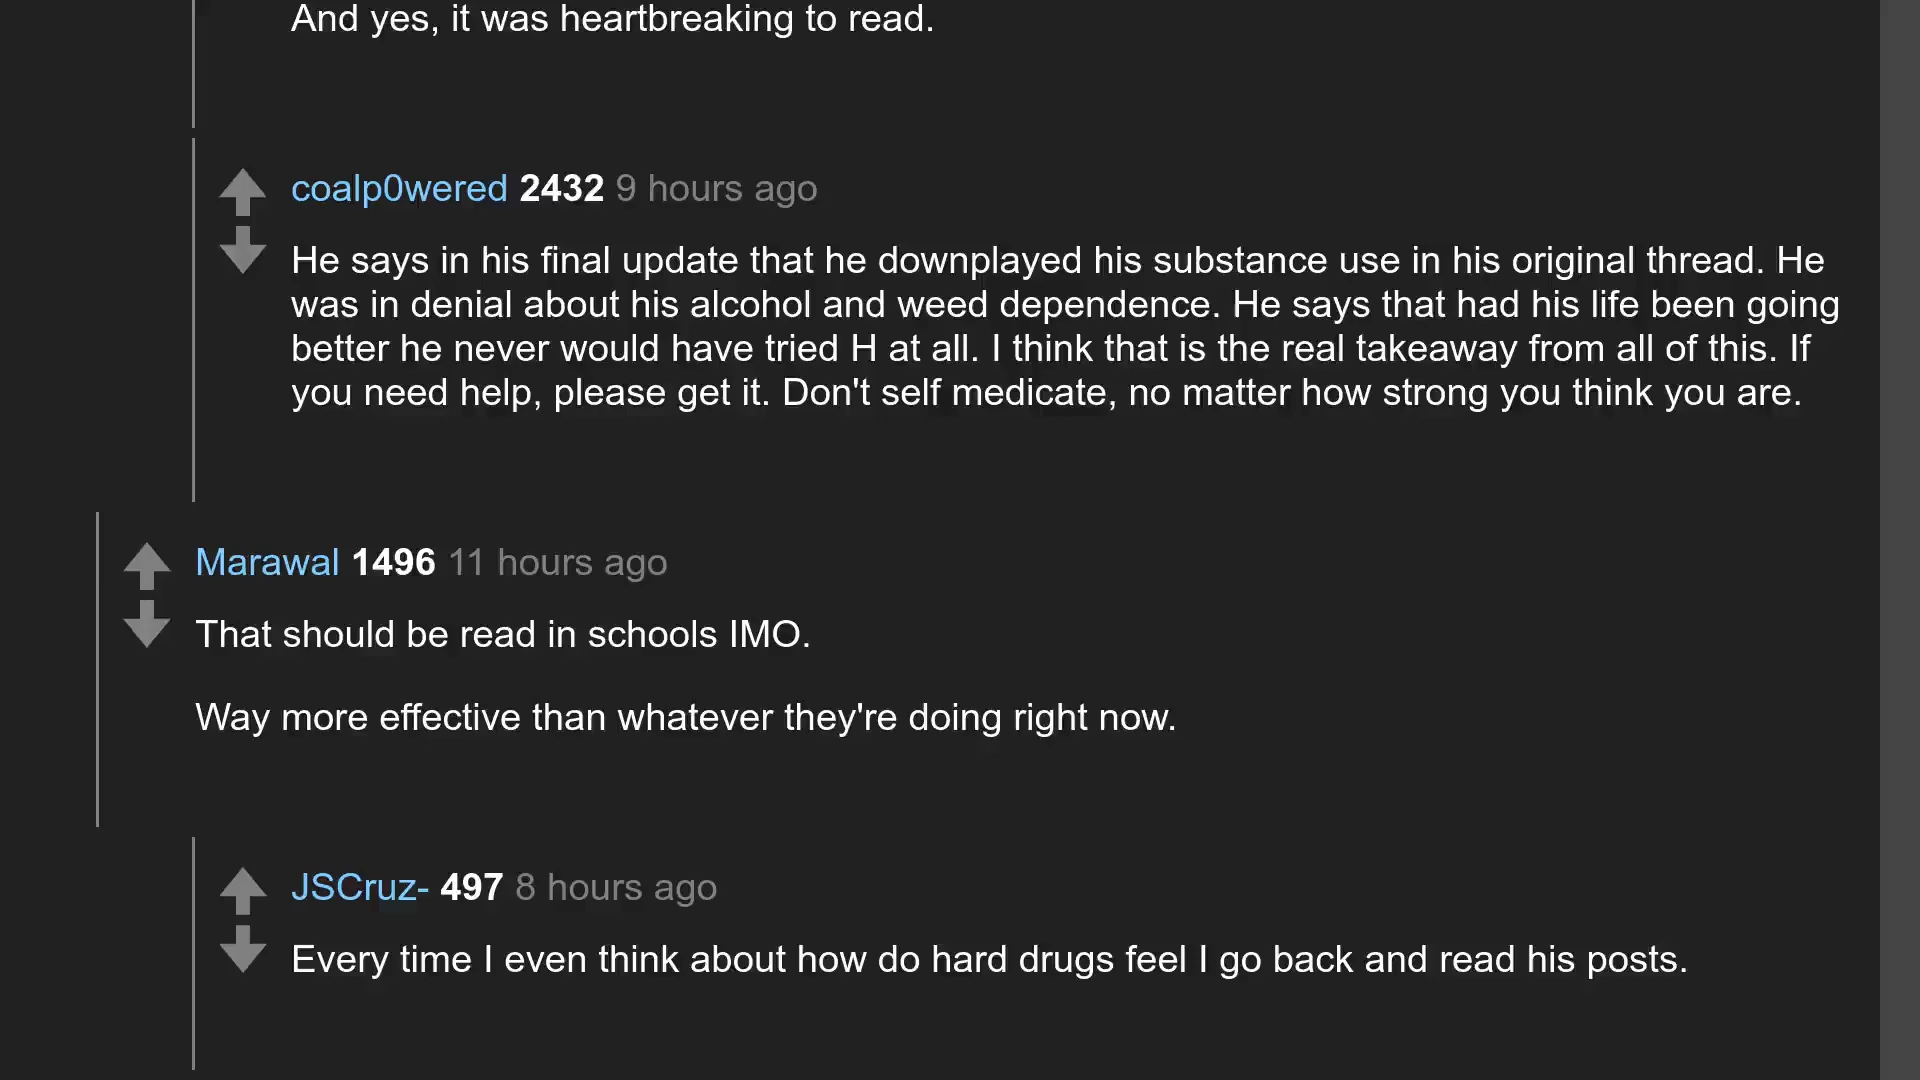 And yes, it was heartbreaking to read.
coalp0wered 2432 9 hours ago
He says in his final update that he downplayed his substance use in his original thread. He
was in denial about his alcohol and weed dependence. He says that had his life been going
better he never would have tried H at all. I think that is the real takeaway from all of this. If
you need help, please get it. Don't self medicate, no matter how strong you think you are.
Marawal 1496 11 hours ago
That should be read in schools IMO.
Way more effective than whatever they're doing right now.
JSCruz- 497 8 hours ago
Every time I even think about how do hard drugs feel I go back and read his posts.